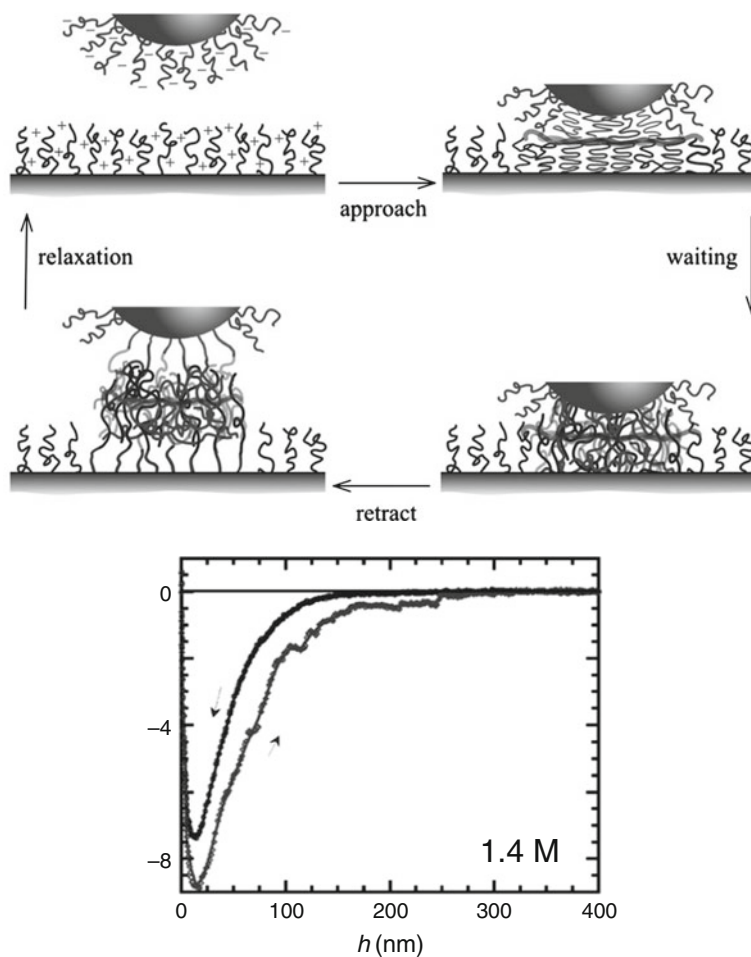 approach
relaxation
waiting
retract
0
−4
−8
1.4 M
0
100
200
300
400
h (nm)